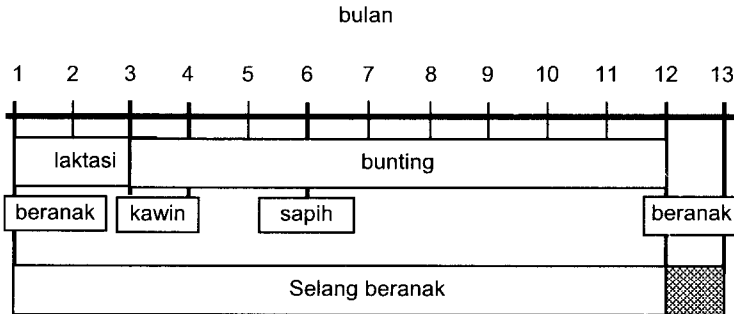 bulan
1 2 3 4 5 6 7 8 9 10 11 12 13
laktasi bunting
beranak kawin sapih beranak
Selang beranak